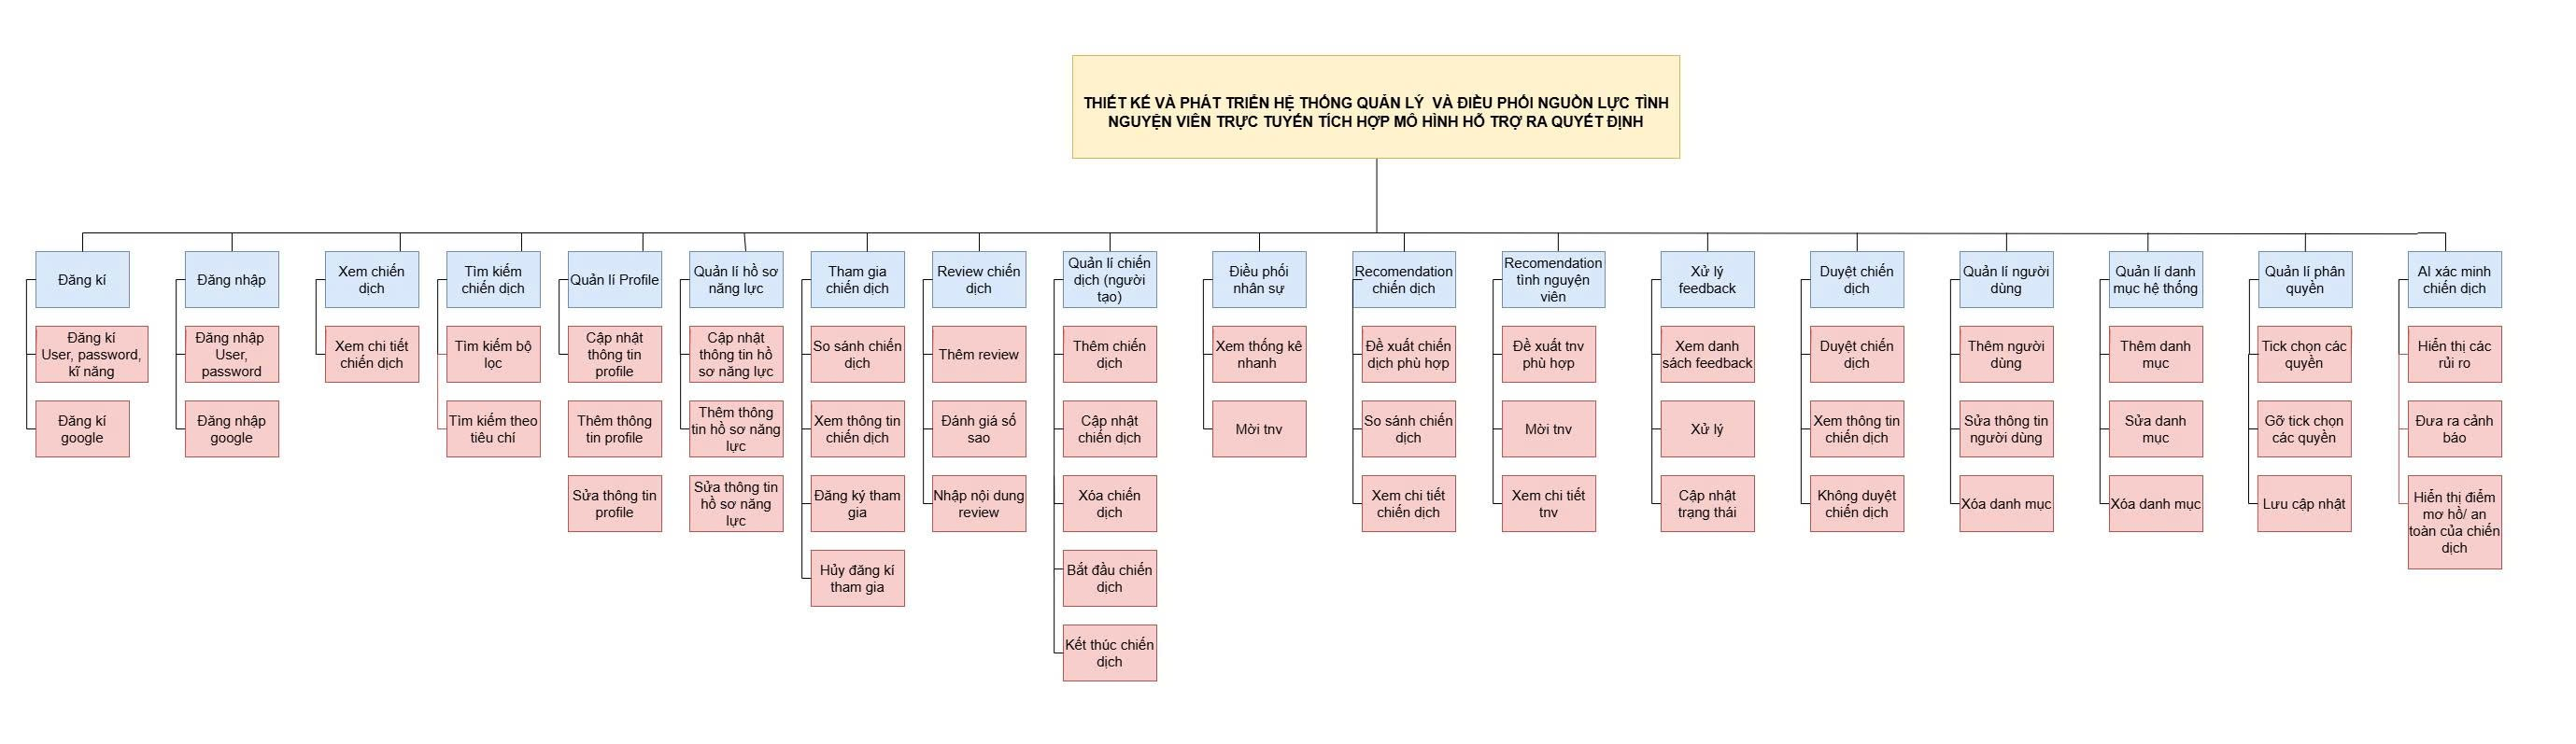 THIẾT KẾ VÀ PHÁT TRIỂN HỆ THỐNG QUẢN LÝ VÀ ĐIỀU PHỐI NGUỒN LỰC TÌNH
NGUYỆN VIÊN TRỰC TUYẾN TÍCH HỢP MÔ HÌNH HỖ TRỢ RA QUYẾT ĐỊNH
Đăng kí
Đăng kí
User, password,
kĩ năng
Đăng kí
google
Đăng nhập
Đăng nhập
User,
password
Đăng nhập
google
Xem chiến
dịch
Xem chi tiết
chiến dịch
Tìm kiếm
chiến dịch
Tìm kiếm bộ
lọc
Tìm kiếm theo
tiêu chí
Quản lí Profile
Cập nhật
thông tin
profile
Thêm thông
tin profile
Sửa thông tin
profile
Quản lí hồ sơ
năng lực
Cập nhật
thông tin hồ
sơ năng lực
Thêm thông
tin hồ sơ năng
lực
Sửa thông tin
hồ sơ năng
lực
Tham gia
chiến dịch
So sánh chiến
dịch
Xem thông tin
chiến dịch
Đăng ký tham
gia
Hủy đăng kí
tham gia
Review chiến
dịch
Thêm review
Đánh giá số
sao
Nhập nội dung
review
Quản lí chiến
dịch (người
tạo)
Thêm chiến
dịch
Cập nhật
chiến dịch
Xóa chiến
dịch
Bắt đầu chiến
dịch
Kết thúc chiến
dịch
Điều phối
nhân sự
Xem thống kê
nhanh
Mời tnv
Recomendation
chiến dịch
Đề xuất chiến
dịch phù hợp
So sánh chiến
dịch
Xem chi tiết
chiến dịch
Recomendation
tình nguyện
viên
Đề xuất tnv
phù hợp
Mời tnv
Xem chi tiết
tnv
Xử lý
feedback
Xem danh
sách feedback
Xử lý
Cập nhật
trạng thái
Duyệt chiến
dịch
Duyệt chiến
dịch
Xem thông tin
chiến dịch
Không duyệt
chiến dịch
Quản lí người
dùng
Thêm người
dùng
Sửa thông tin
người dùng
Xóa danh mục
Quản lí danh
mục hệ thống
Thêm danh
mục
Sửa danh
mục
Xóa danh mục
Quản lí phân
quyền
Tick chọn các
quyền
Gỡ tick chọn
các quyền
Lưu cập nhật
AI xác minh
chiến dịch
Hiển thị các
rủi ro
Đưa ra cảnh
báo
Hiển thị điểm
mơ hồ/ an
toàn của chiến
dịch